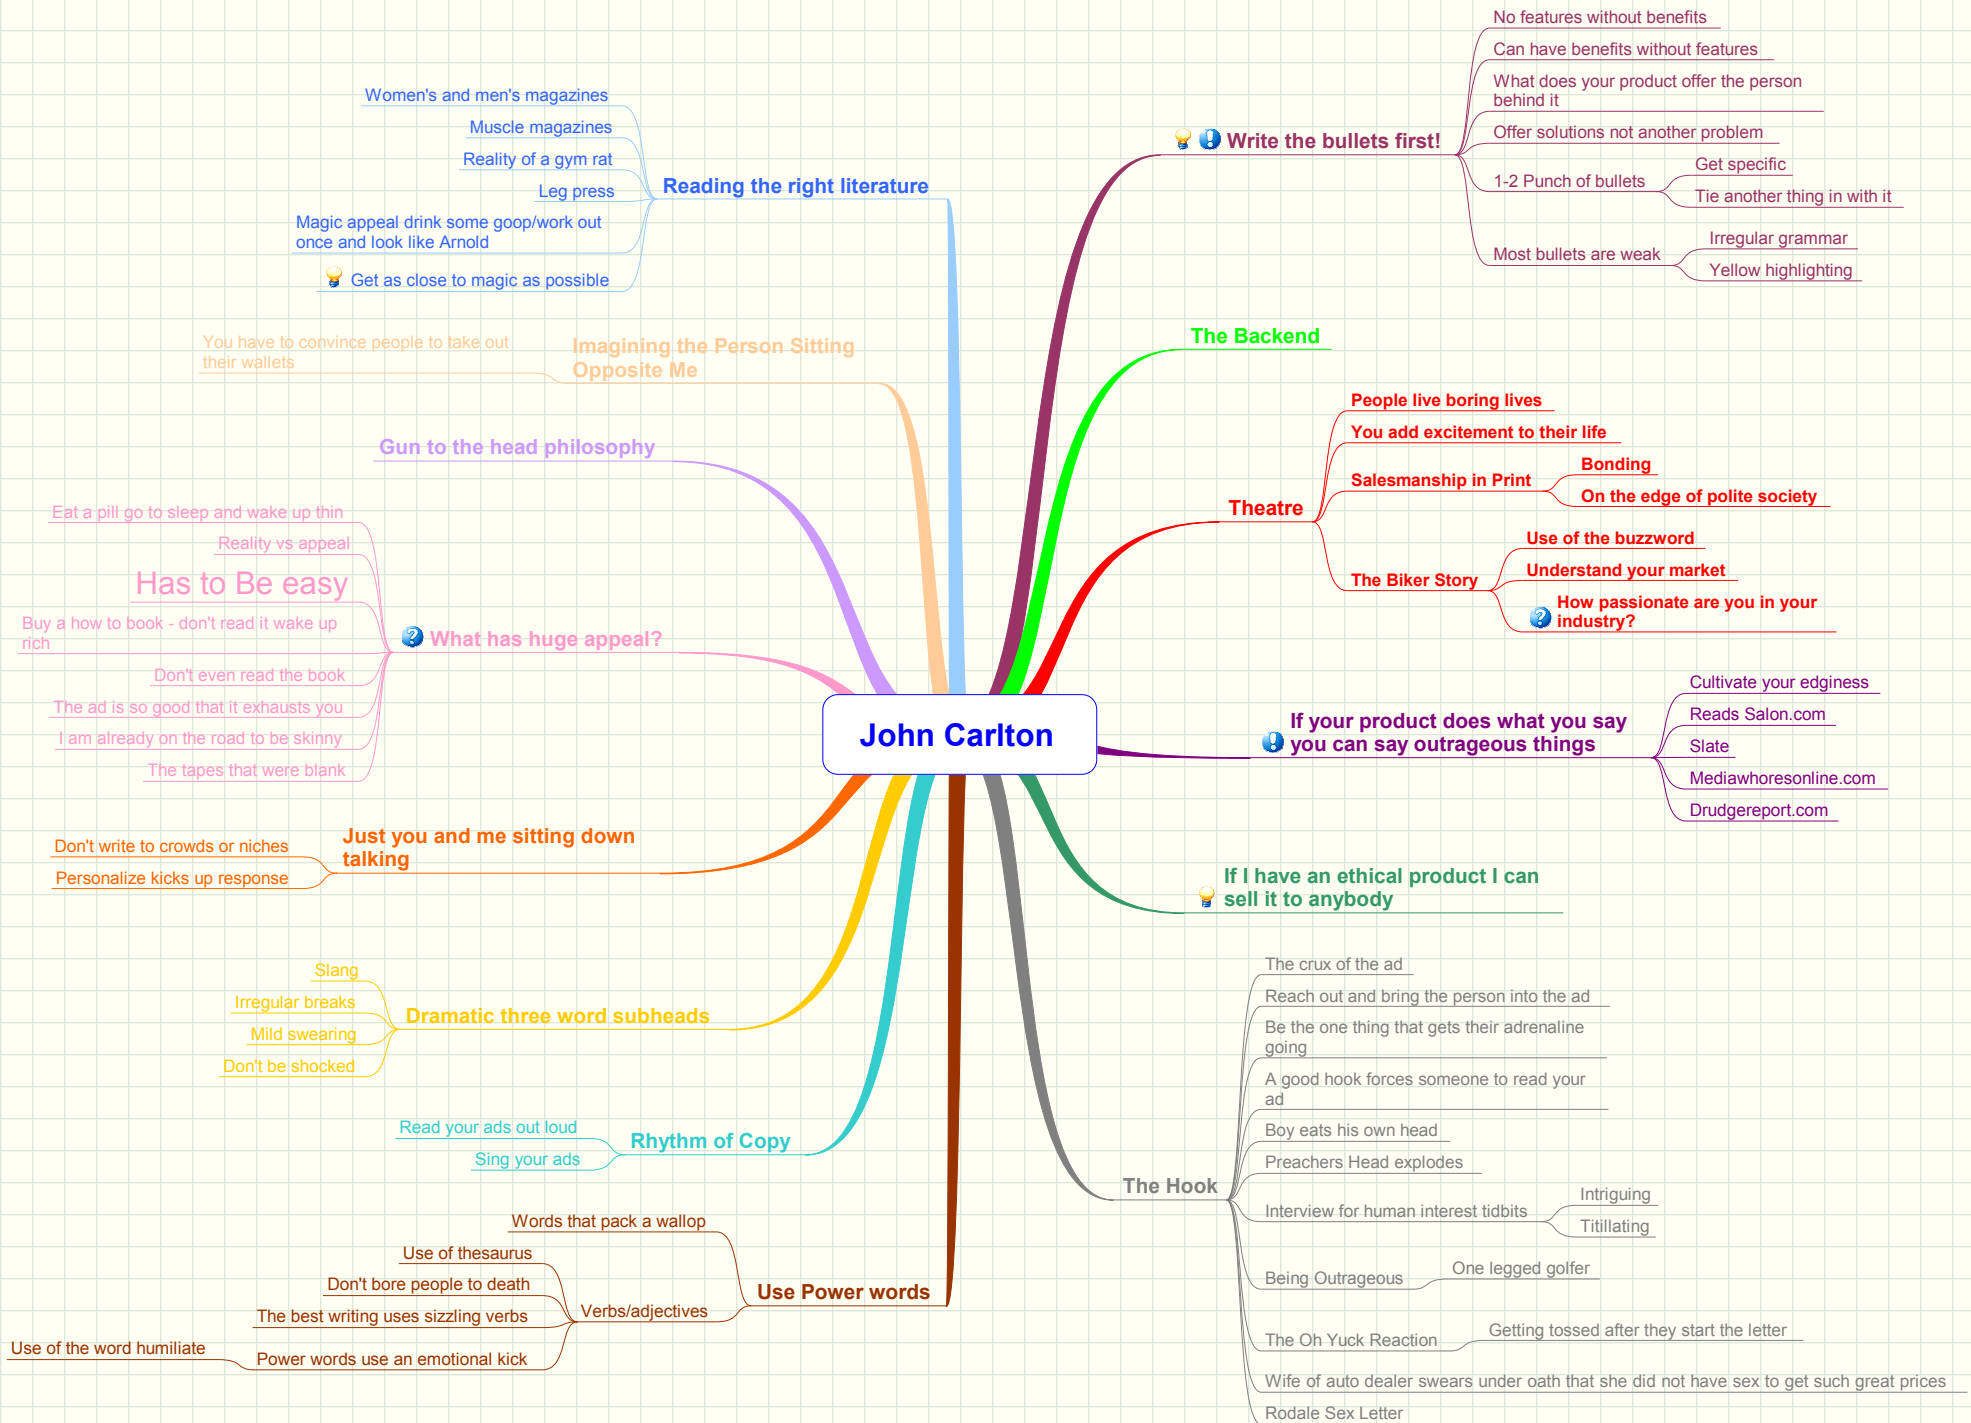 John Carlton
Write the bullets first!
No features without benefits
Can have benefits without features
What does your product offer the person
behind it
Offer solutions not another problem
1-2 Punch of bullets
Get specific
Tie another thing in with it
Most bullets are weak
Irregular grammar
Yellow highlighting
The Backend
Theatre
People live boring lives
You add excitement to their life
Salesmanship in Print
Bonding
On the edge of polite society
The Biker Story
Use of the buzzword
Understand your market
How passionate are you in your
industry?
If your product does what you say
you can say outrageous things
Cultivate your edginess
Reads Salon.com
Slate
Mediawhoresonline.com
Drudgereport.com
If I have an ethical product I can
sell it to anybody
The Hook
The crux of the ad
Reach out and bring the person into the ad
Be the one thing that gets their adrenaline
going
A good hook forces someone to read your
ad
Boy eats his own head
Preachers Head explodes
Interview for human interest tidbits
Intriguing
Titillating
Being Outrageous
One legged golfer
The Oh Yuck Reaction
Getting tossed after they start the letter
Wife of auto dealer swears under oath that she did not have sex to get such great prices
Rodale Sex Letter
Reading the right literature
Women's and men's magazines
Muscle magazines
Reality of a gym rat
Leg press
Magic appeal drink some goop/work out
once and look like Arnold
Get as close to magic as possible
Imagining the Person Sitting
Opposite Me
You have to convince people to take out
their wallets
Gun to the head philosophy
What has huge appeal?
Eat a pill go to sleep and wake up thin
Reality vs appeal
Has to Be easy
Buy a how to book - don't read it wake up
rich
Don't even read the book
The ad is so good that it exhausts you
I am already on the road to be skinny
The tapes that were blank
Just you and me sitting down
talking
Don't write to crowds or niches
Personalize kicks up response
Dramatic three word subheads
Slang
Irregular breaks
Mild swearing
Don't be shocked
Rhythm of Copy
Read your ads out loud
Sing your ads
Use Power words
Words that pack a wallop
Verbs/adjectives
Use of thesaurus
Don't bore people to death
The best writing uses sizzling verbs
Power words use an emotional kick
Use of the word humiliate